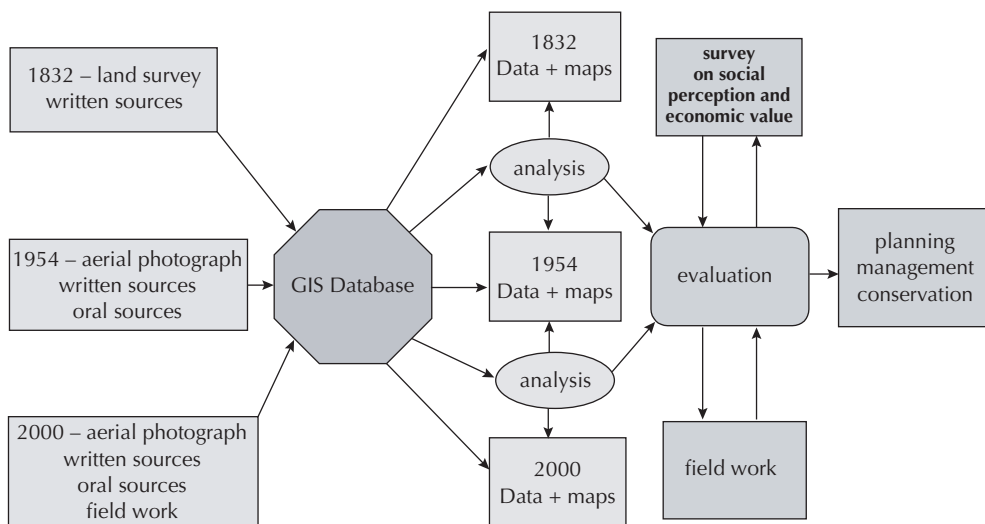 1832 – land survey
written sources
1954 – aerial photograph
written sources
oral sources
2000 – aerial photograph
written sources
oral sources
field work
GIS Database
1832
Data + maps
analysis
1954
Data + maps
analysis
2000
Data + maps
survey
on social
perception and
economic value
evaluation
field work
planning
management
conservation